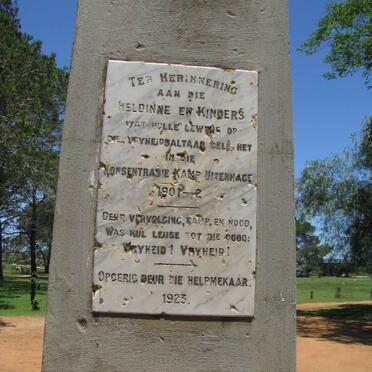 TER HERINNERING
AAN DIE
HELDINNE EN KINDERS
WAT HULLE LEWENS OP
DIE VRYHEIDSALTAAR GELÊ HET
IN DIE
KONSENTRASIE KAMP UITENHAGE
1901-2
DEUR VERVOLGING, RAMP, EN NOOD,
WAS HUL LEUSE TOT DIE DOOD:
VRYHEID! VRYHEID!
OPGERIG DEUR DIE HELPMEKAAR.
1923.